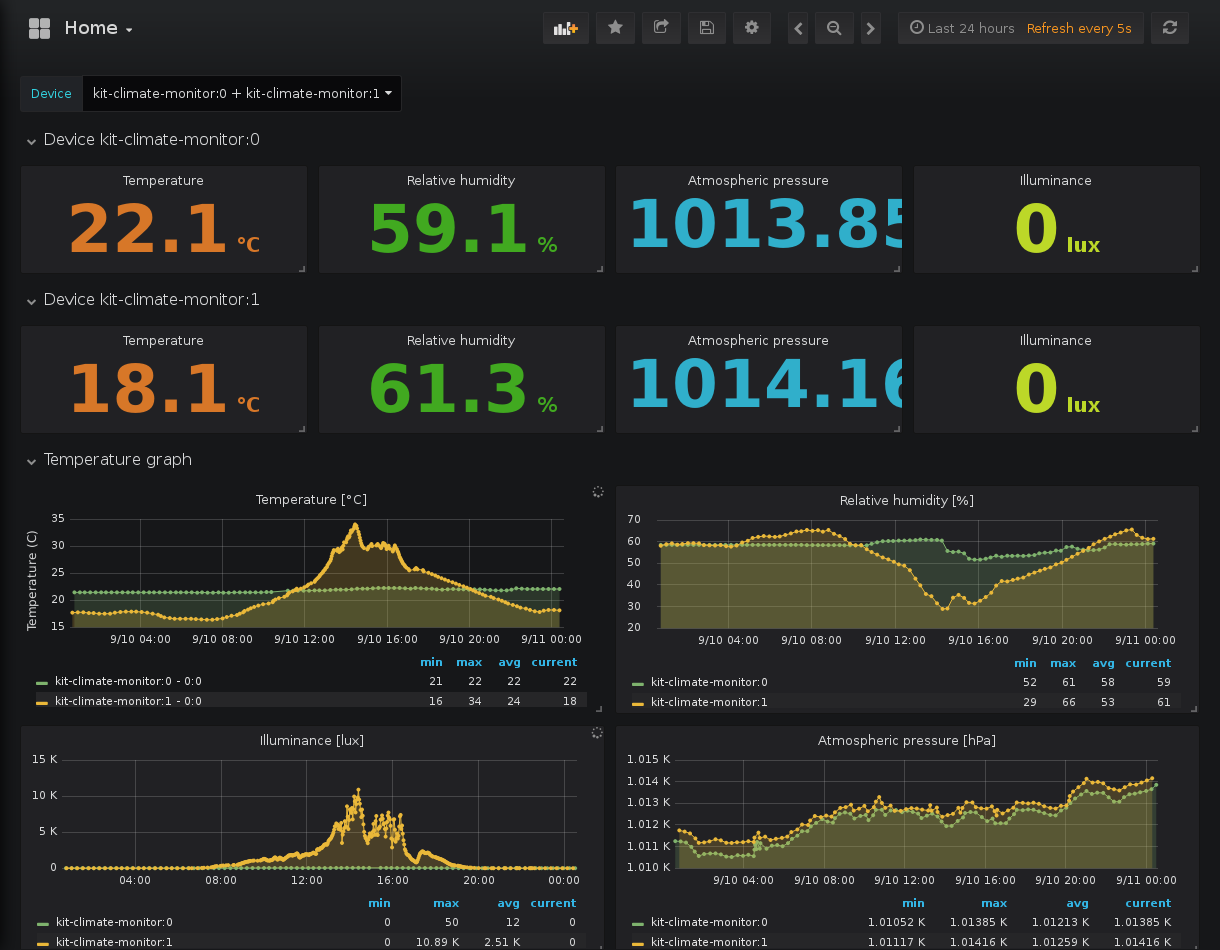 Home
Last 24 hours Refresh every 5s
Device kit-climate-monitor:0 + kit-climate-monitor:1
Device kit-climate-monitor:0
Temperature
22.1 °C
Relative humidity
59.1 %
Atmospheric pressure
1013.85
Illuminance
0 lux
Device kit-climate-monitor:1
Temperature
18.1 °C
Relative humidity
61.3 %
Atmospheric pressure
1014.16
Illuminance
0 lux
Temperature graph
Temperature [°C]
Temperature (C)
35
30
25
20
15
9/10 04:00 9/10 08:00 9/10 12:00 9/10 16:00 9/10 20:00 9/11 00:00
min max avg current
kit-climate-monitor:0 - 0:0 21 22 22 22
kit-climate-monitor:1 - 0:0 16 34 24 18
Relative humidity [%]
70
60
50
40
30
20
9/10 04:00 9/10 08:00 9/10 12:00 9/10 16:00 9/10 20:00 9/11 00:00
min max avg current
kit-climate-monitor:0 52 61 58 59
kit-climate-monitor:1 29 66 53 61
Illuminance [lux]
15 K
10 K
5 K
0
04:00 08:00 12:00 16:00 20:00 00:00
min max avg current
kit-climate-monitor:0 0 50 12 0
kit-climate-monitor:1 0 10.89 K 2.51 K 0
Atmospheric pressure [hPa]
1.015 K
1.014 K
1.013 K
1.012 K
1.011 K
1.010 K
9/10 04:00 9/10 08:00 9/10 12:00 9/10 16:00 9/10 20:00 9/11 00:00
min max avg current
kit-climate-monitor:0 1.01052 K 1.01385 K 1.01213 K 1.01385 K
kit-climate-monitor:1 1.01117 K 1.01416 K 1.01259 K 1.01416 K